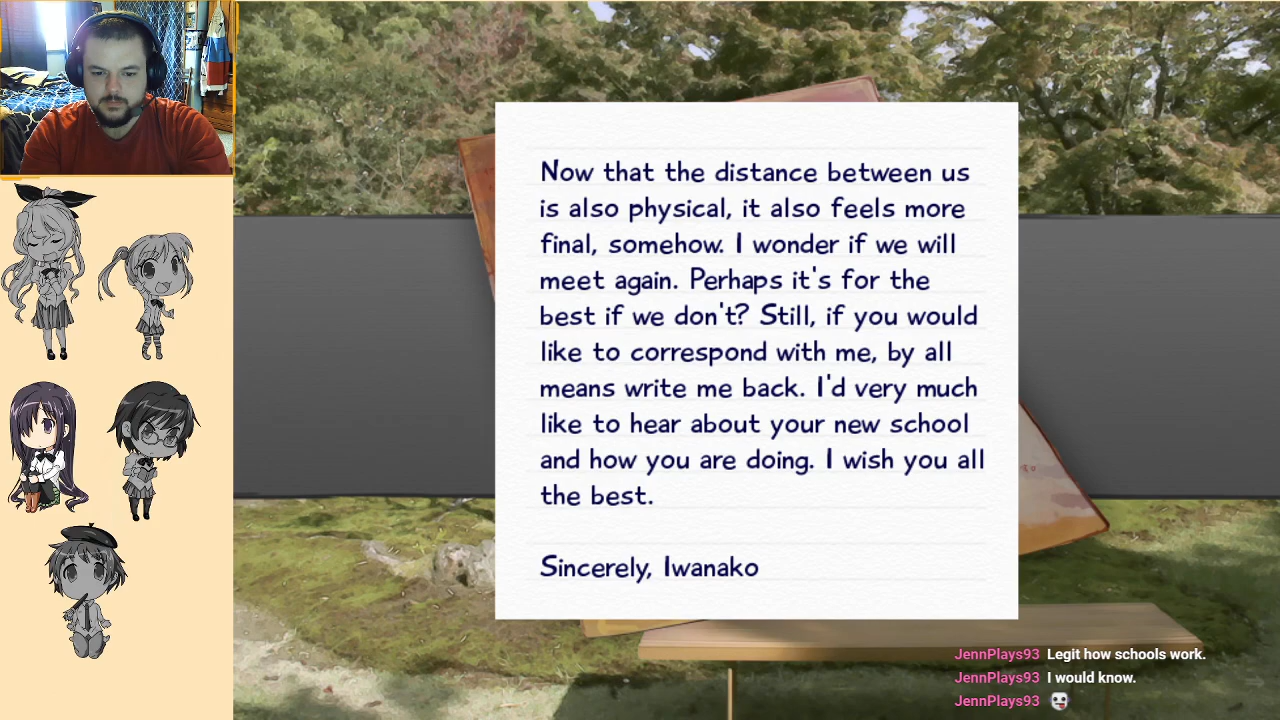 Now that the distance between us
is also physical, it also feels more
final, somehow. I wonder if we will
meet again. Perhaps it's for the
best if we don't? Still, if you would
like to correspond with me, by all
means write me back. I'd very much
like to hear about your new school
and how you are doing. I wish you all
the best.
Sincerely, Iwanako
JennPlays93 Legit how schools work.
JennPlays93 I would know.
JennPlays93